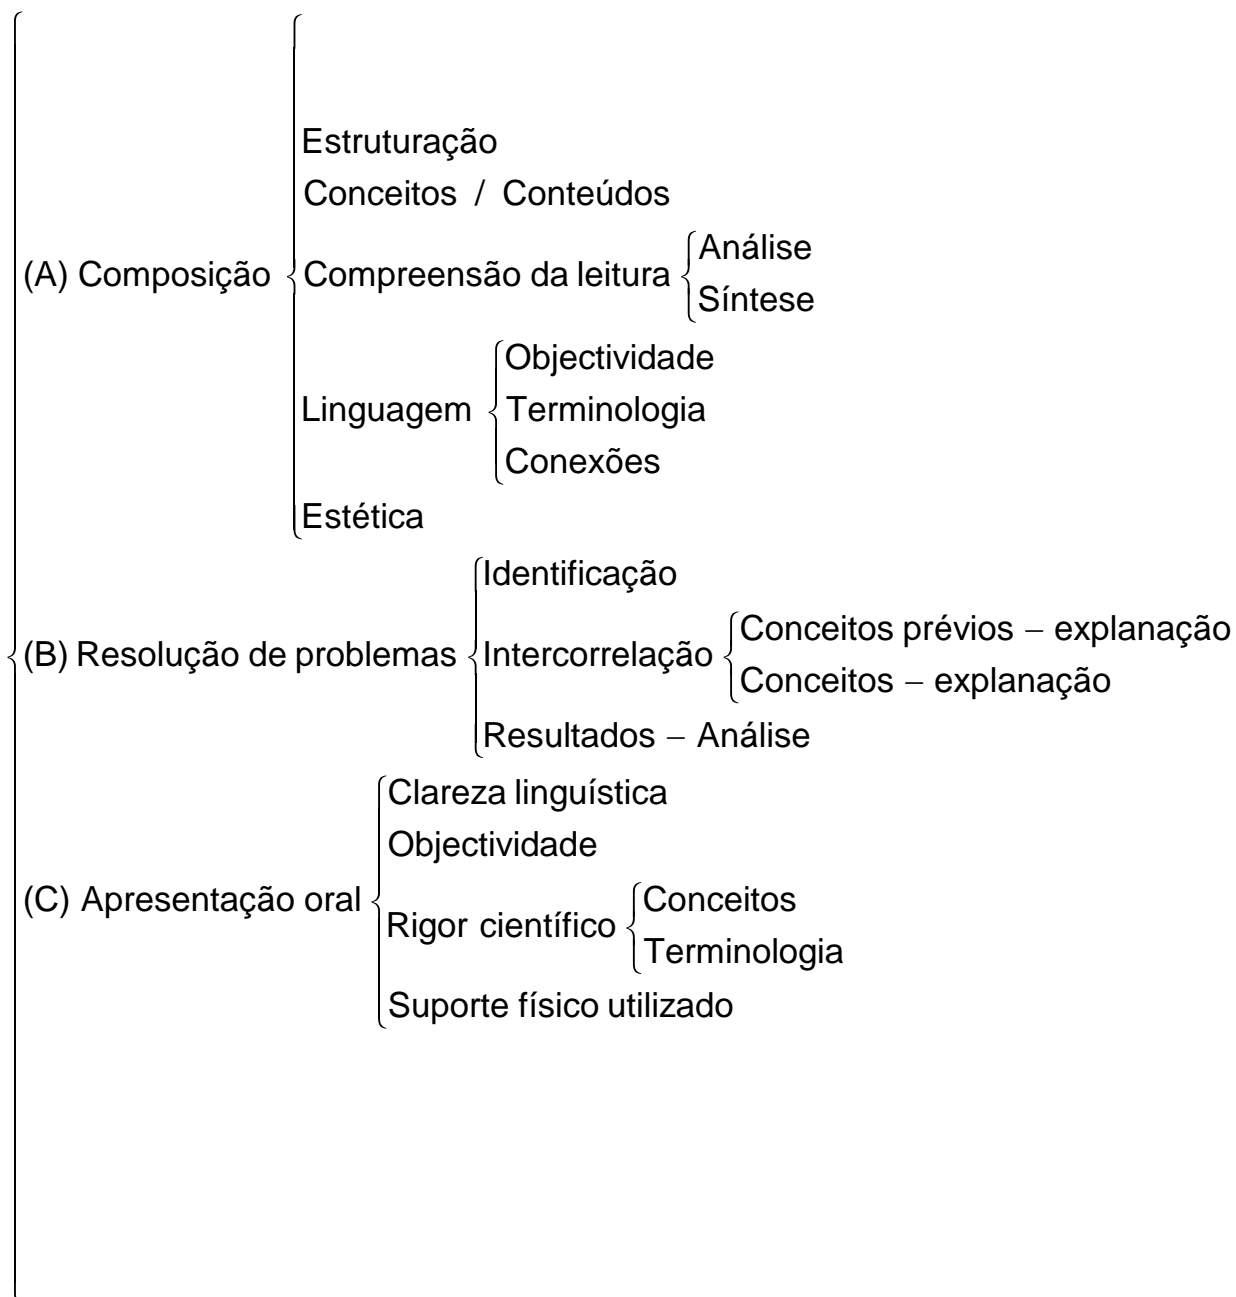 Estruturação
Conceitos / Conteúdos
(A) Composição
Compreensão da leitura
Análise
Síntese
Linguagem
Objectividade
Terminologia
Conexões
Estética
(B) Resolução de problemas
Identificação
Intercorrelação
Conceitos prévios – explanação
Conceitos – explanação
Resultados – Análise
(C) Apresentação oral
Clareza linguística
Objectividade
Rigor científico
Conceitos
Terminologia
Suporte físico utilizado